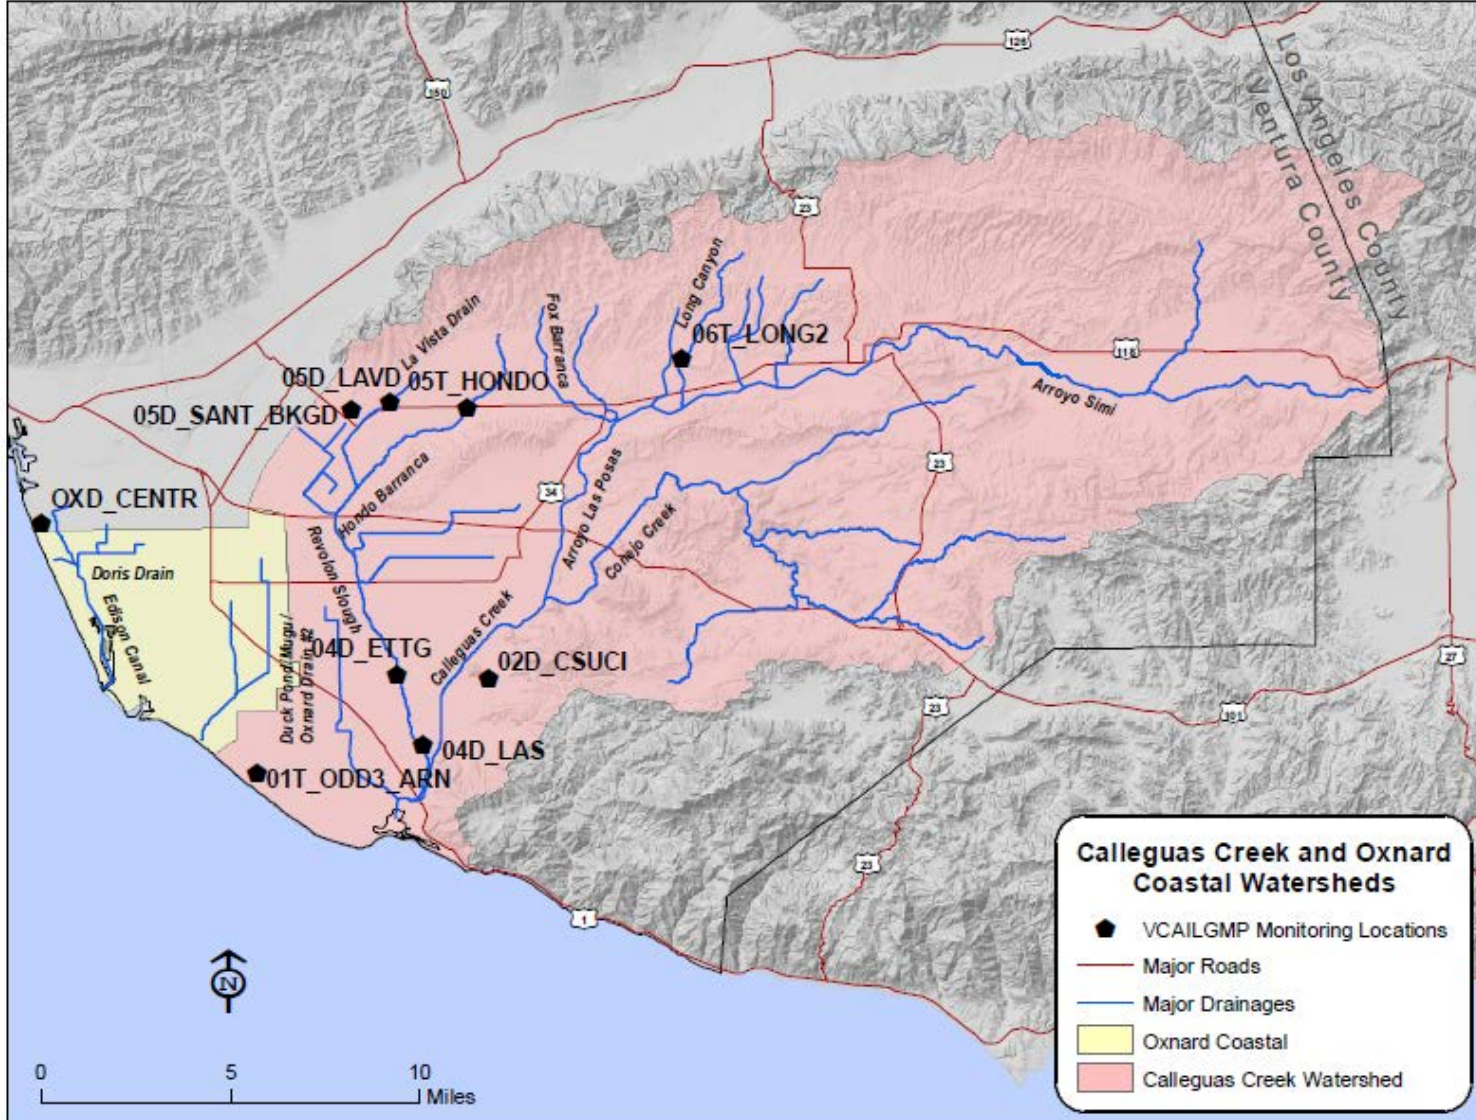 126
150
Los Angeles County
Ventura County
23
Long Canyon
La Vista Drain
Fox Barranca
06T_LONG2
118
05D_LAVD
05T_HONDO
Arroyo Simi
05D_SANT_BKGD
Hondo Barranca
23
34
Arroyo Las Posas
OXD_CENTR
Conejo Creek
Revolon Slough
Doris Drain
Edison Canal
Calleguas Creek
Duck Pond/Mugu/
Oxnard Drain #2
04D_ETTG
02D_CSUCI
27
23
101
04D_LAS
01T_ODD3_ARN
23
1
N
0 5 10
Miles
Calleguas Creek and Oxnard
Coastal Watersheds
VCAILGMP Monitoring Locations
Major Roads
Major Drainages
Oxnard Coastal
Calleguas Creek Watershed